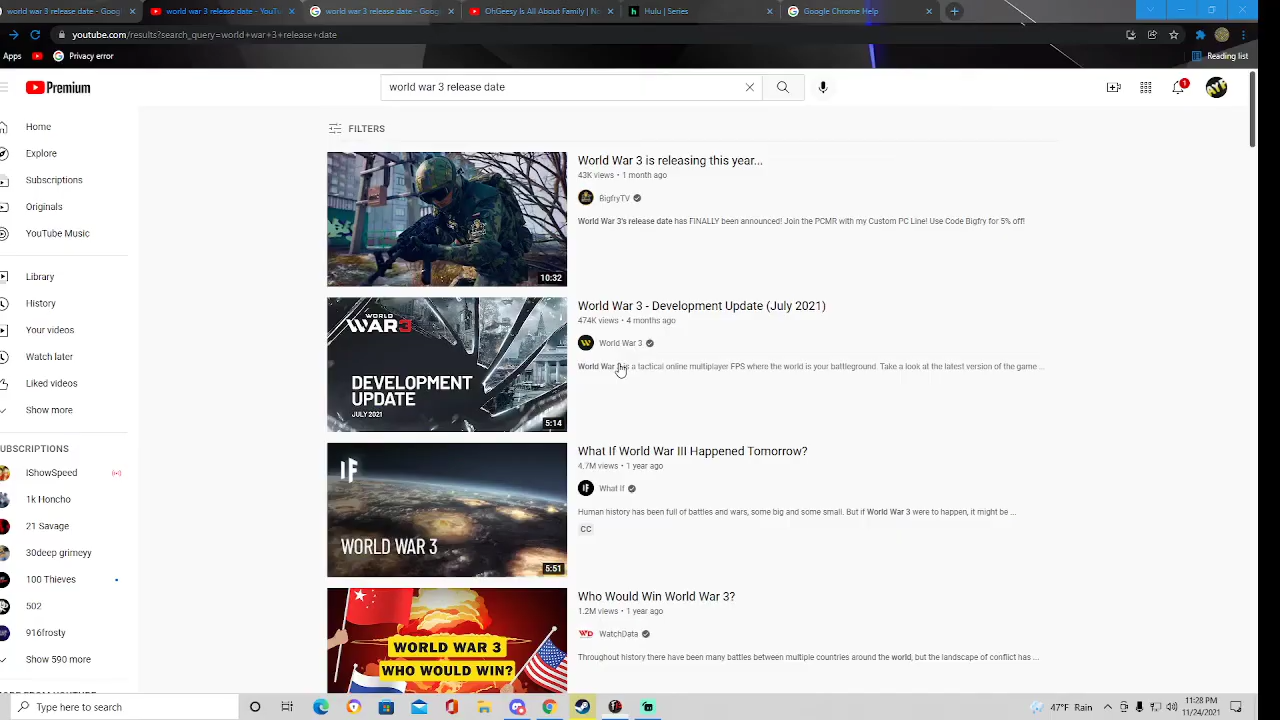 world war 3 release date - Goog
world war 3 release date - YouTu
world war 3 release date - Googl
OhGeesy Is All About Family | No
Hulu | Series
Google Chrome Help
youtube.com/results?search_query=world+war+3+release+date
Apps
Privacy error
Reading list
Premium
world war 3 release date
1
Home
Explore
Subscriptions
Originals
YouTube Music
Library
History
Your videos
Watch later
Liked videos
Show more
UBSCRIPTIONS
IShowSpeed
1k Honcho
21 Savage
30deep grimeyy
100 Thieves
502
916frosty
Show 590 more
FILTERS
10:32
World War 3 is releasing this year...
43K views • 1 month ago
BigfryTV
World War 3's release date has FINALLY been announced! Join the PCMR with my Custom PC Line! Use Code Bigfry for 5% off!
WORLD
WAR3
DEVELOPMENT
UPDATE
JULY 2021
5:14
World War 3 - Development Update (July 2021)
474K views • 4 months ago
World War 3
World War is a tactical online multiplayer FPS where the world is your battleground. Take a look at the latest version of the game ...
IF
WORLD WAR 3
5:51
What If World War III Happened Tomorrow?
4.7M views • 1 year ago
IF
What If
Human history has been full of battles and wars, some big and some small. But if World War 3 were to happen, it might be ...
CC
WORLD WAR 3
WHO WOULD WIN?
Who Would Win World War 3?
1.2M views • 1 year ago
WD
WatchData
Throughout history there have been many battles between multiple countries around the world, but the landscape of conflict has ...
Type here to search
47°F Rain
11:28 PM
11/24/2021